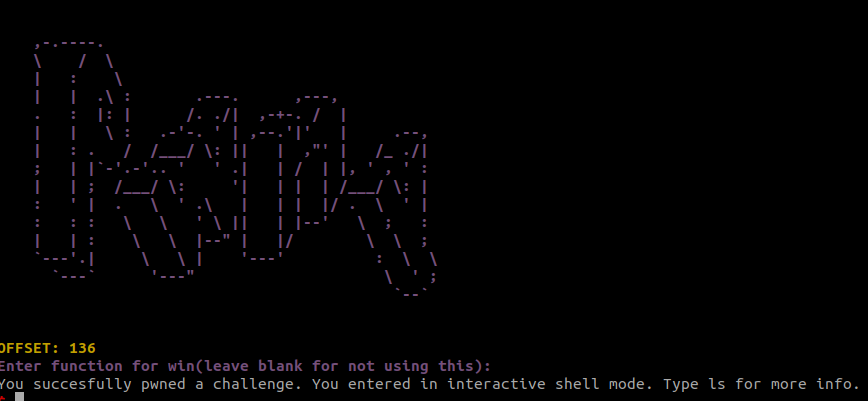 OFFSET: 136
Enter function for win(leave blank for not using this):
You succesfully pwned a challenge. You entered in interactive shell mode. Type ls for more info.